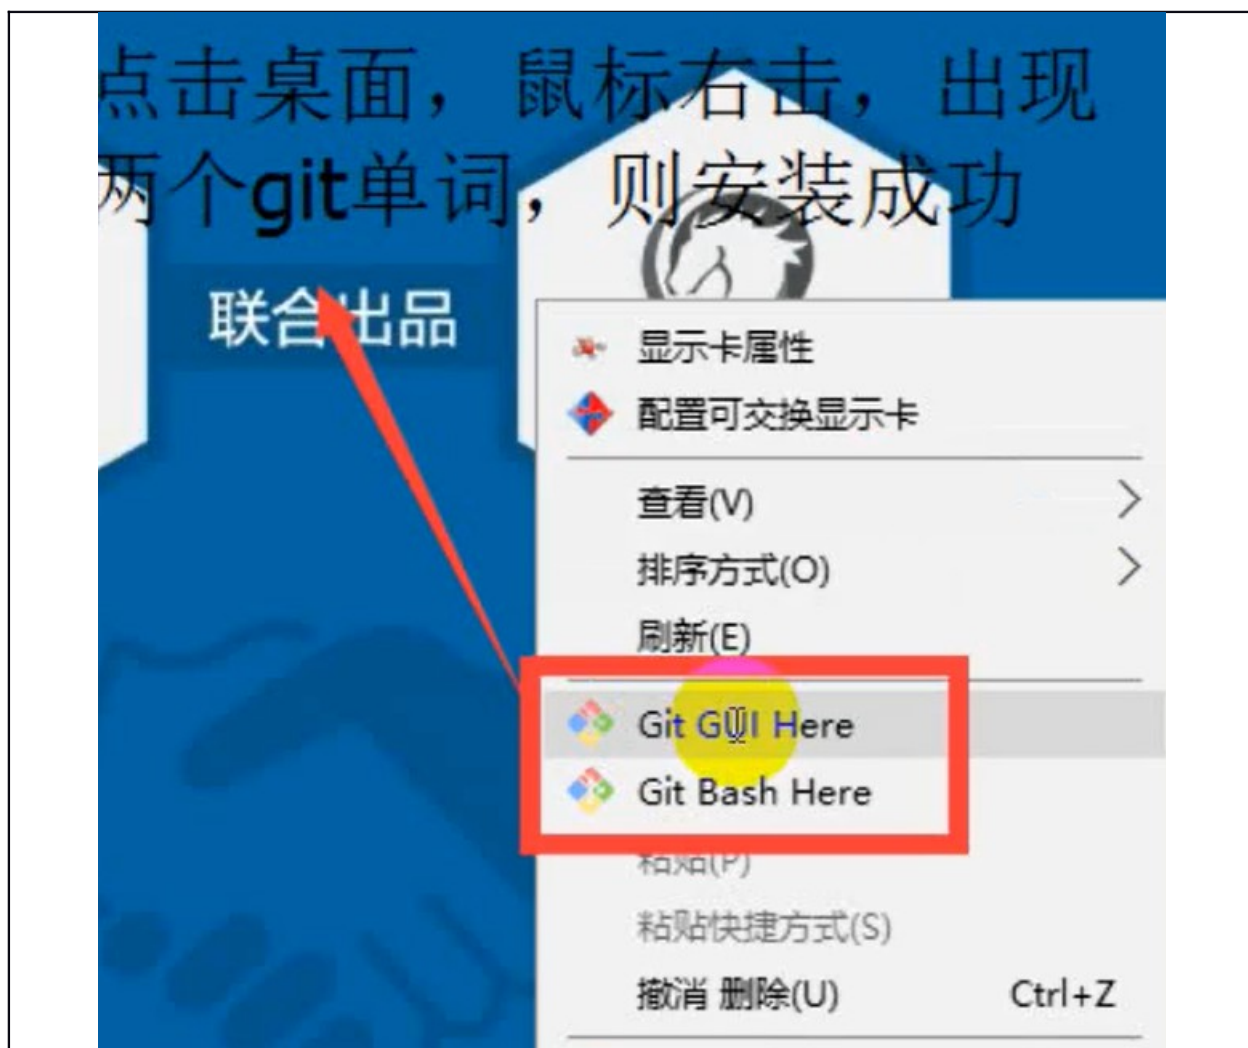 点击桌面，鼠标右击，出现
两个git单词，则安装成功
联合出品
显示卡属性
配置可交换显示卡
查看(V)
排序方式(O)
刷新(E)
Git GUI Here
Git Bash Here
粘贴(P)
粘贴快捷方式(S)
撤消 删除(U) Ctrl+Z